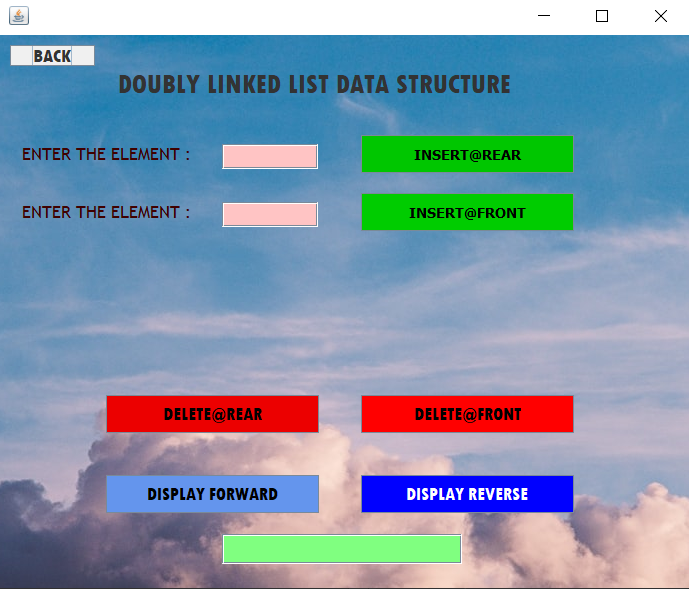 BACK
DOUBLY LINKED LIST DATA STRUCTURE
ENTER THE ELEMENT :
INSERT@REAR
ENTER THE ELEMENT :
INSERT@FRONT
DELETE@REAR
DELETE@FRONT
DISPLAY FORWARD
DISPLAY REVERSE